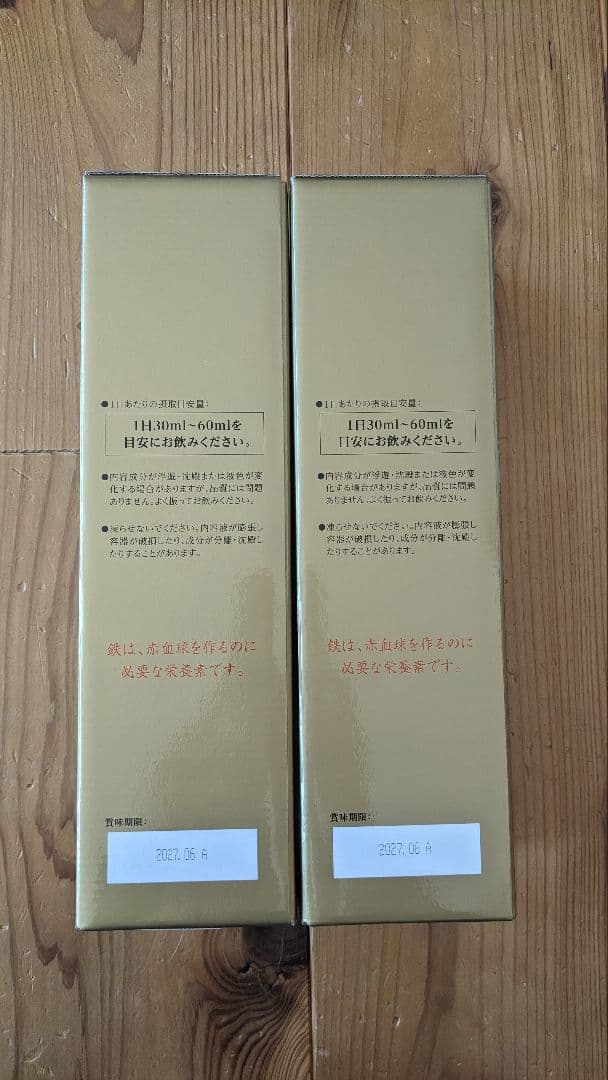 ●1日あたりの摂取目安量:
1日30ml~60mlを
目安にお飲みください。
●内容成分が浮遊・沈殿または液色が変
化する場合がありますが、品質には問題
ありません。よく振ってお飲みください。
●凍らせないでください。内容液が膨張し
容器が破損したり、成分が分離・沈殿し
たりすることがあります。
鉄は、赤血球を作るのに
必要な栄養素です。
賞味期限:
2027.06 A
●1日あたりの摂取目安量:
1日30ml~60mlを
目安にお飲みください。
●内容成分が浮遊・沈殿または液色が変
化する場合がありますが、品質には問題
ありません。よく振ってお飲みください。
●凍らせないでください。内容液が膨張し
容器が破損したり、成分が分離・沈殿し
たりすることがあります。
鉄は、赤血球を作るのに
必要な栄養素です。
賞味期限:
2027.06 A